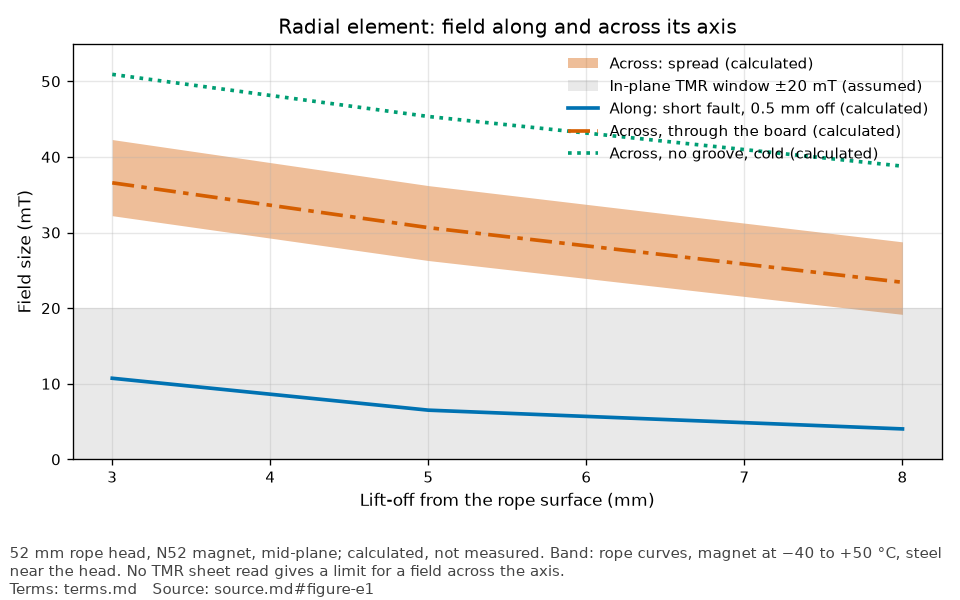 Radial element: field along and across its axis
Across: spread (calculated)
In-plane TMR window ±20 mT (assumed)
Along: short fault, 0.5 mm off (calculated)
Across, through the board (calculated)
Across, no groove, cold (calculated)
Field size (mT)
50
40
30
20
10
0
3 4 5 6 7 8
Lift-off from the rope surface (mm)
52 mm rope head, N52 magnet, mid-plane; calculated, not measured. Band: rope curves, magnet at −40 to +50 °C, steel
near the head. No TMR sheet read gives a limit for a field across the axis.
Terms: terms.md   Source: source.md#figure-e1